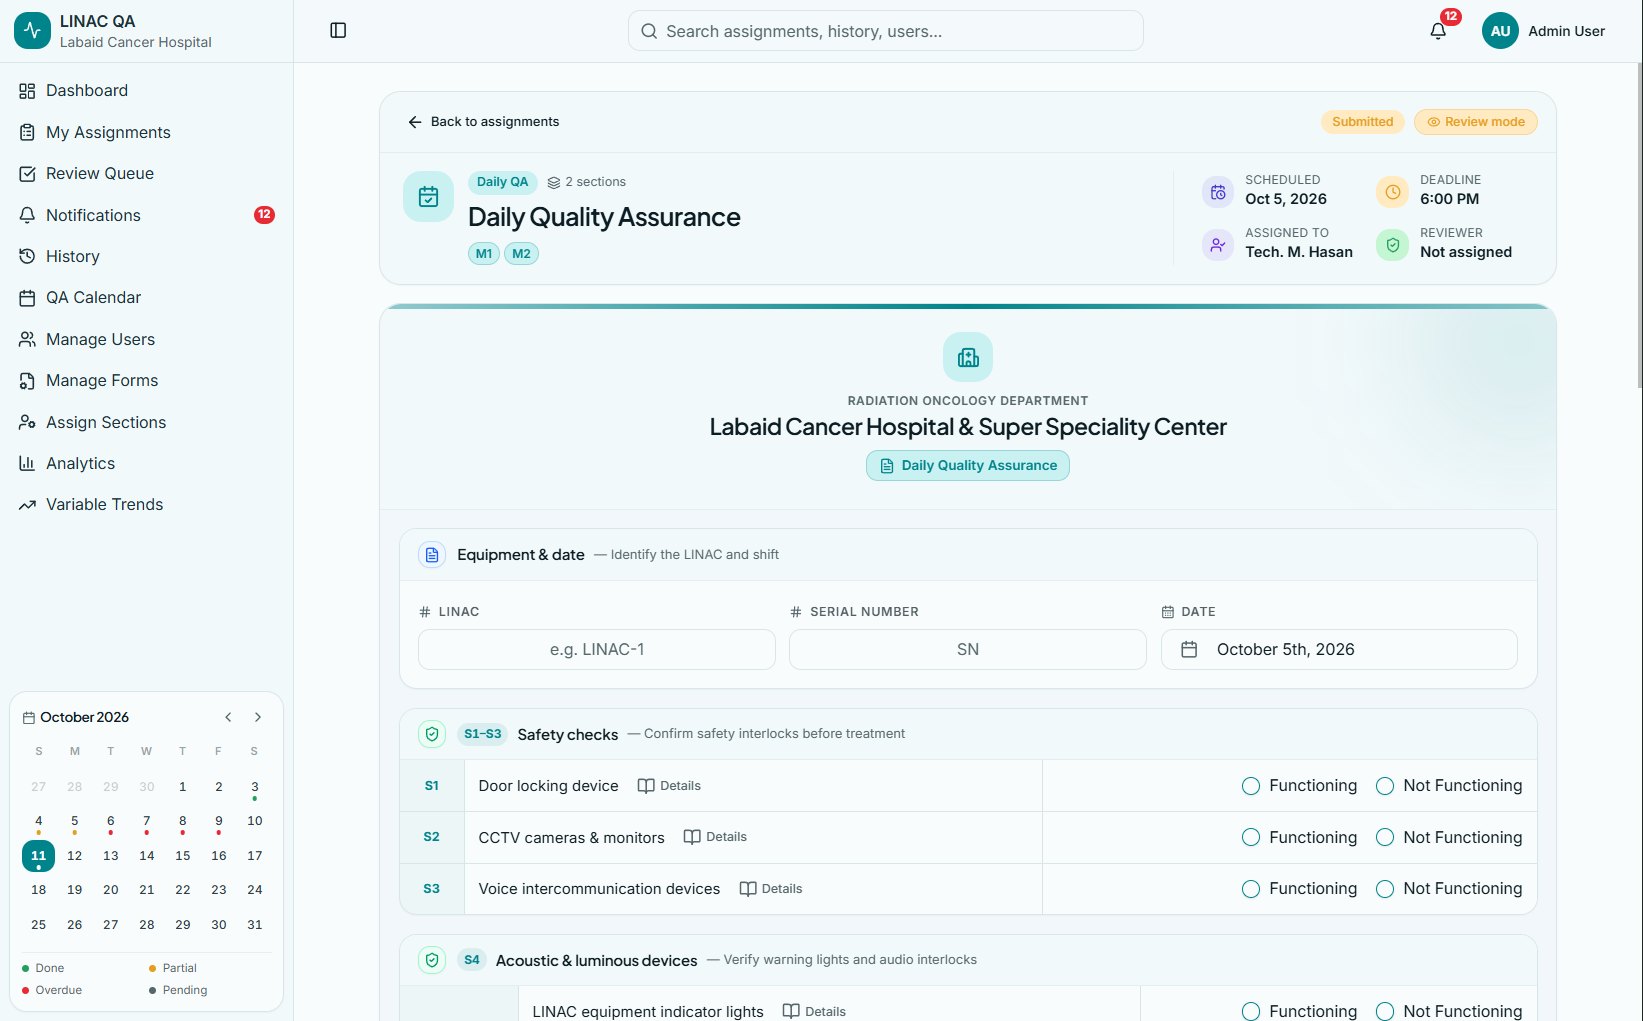 LINAC QA
Labaid Cancer Hospital
Search assignments, history, users...
12
AU
Admin User
Dashboard
My Assignments
Review Queue
Notifications
12
History
QA Calendar
Manage Users
Manage Forms
Assign Sections
Analytics
Variable Trends
October 2026
S M T W T F S
27 28 29 30 1 2 3
4 5 6 7 8 9 10
11 12 13 14 15 16 17
18 19 20 21 22 23 24
25 26 27 28 29 30 31
Done
Partial
Overdue
Pending
Back to assignments
Submitted
Review mode
Daily QA
2 sections
Daily Quality Assurance
M1
M2
SCHEDULED
Oct 5, 2026
DEADLINE
6:00 PM
ASSIGNED TO
Tech. M. Hasan
REVIEWER
Not assigned
RADIATION ONCOLOGY DEPARTMENT
Labaid Cancer Hospital & Super Speciality Center
Daily Quality Assurance
Equipment & date — Identify the LINAC and shift
# LINAC
e.g. LINAC-1
# SERIAL NUMBER
SN
DATE
October 5th, 2026
S1–S3 Safety checks — Confirm safety interlocks before treatment
S1 Door locking device Details Functioning Not Functioning
S2 CCTV cameras & monitors Details Functioning Not Functioning
S3 Voice intercommunication devices Details Functioning Not Functioning
S4 Acoustic & luminous devices — Verify warning lights and audio interlocks
LINAC equipment indicator lights Details Functioning Not Functioning